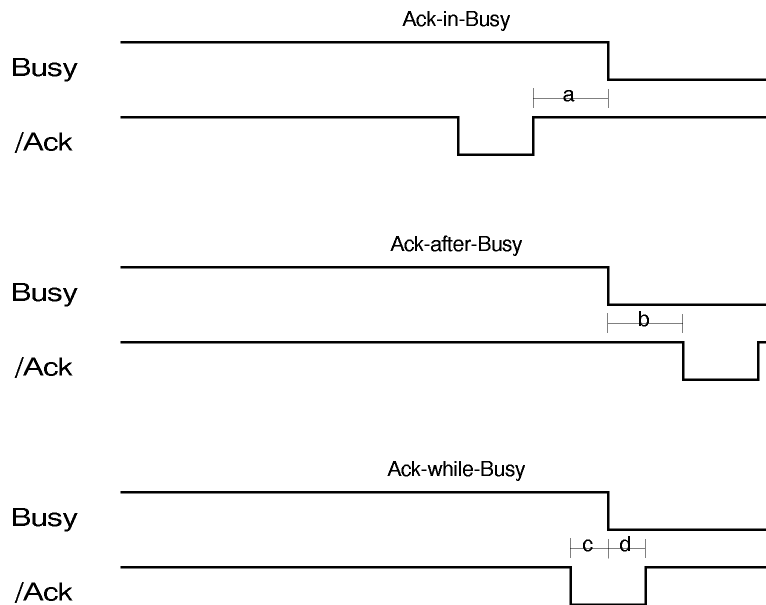 Ack-in-Busy
Busy
a
/Ack
Ack-after-Busy
Busy
b
/Ack
Ack-while-Busy
Busy
c d
/Ack